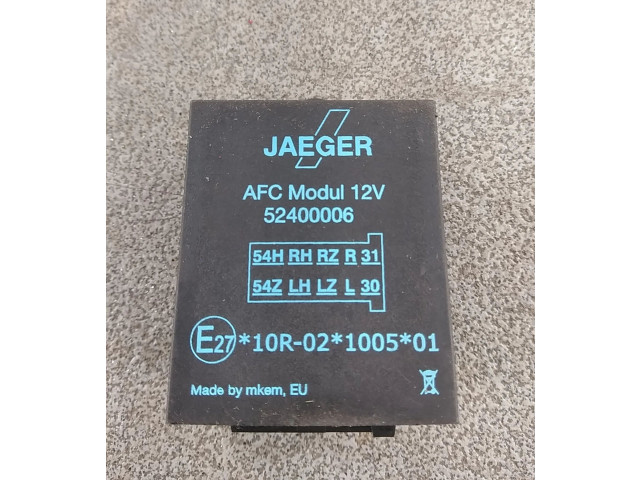 JAEGER
AFC Modul 12V
52400006
54H RH RZ R 31
54Z LH LZ L 30
E27*10R-02*1005*01
Made by mkem, EU